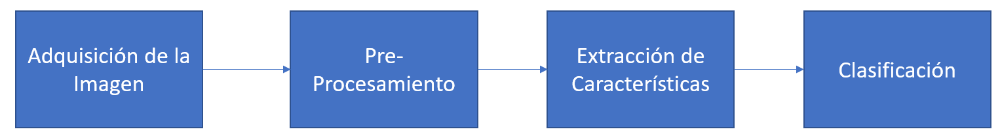 Adquisición de la
Imagen
Pre-
Procesamiento
Extracción de
Características
Clasificación